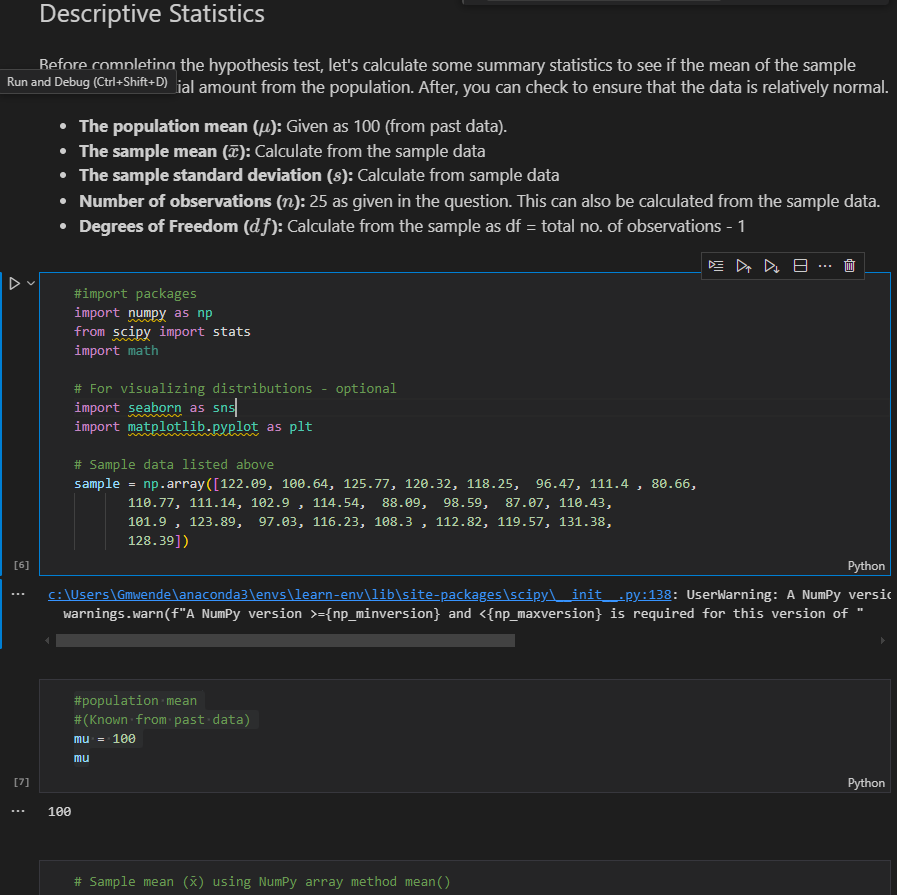 Descriptive Statistics
Before completing the hypothesis test, let's calculate some summary statistics to see if the mean of the sample
Run and Debug (Ctrl+Shift+D)
ial amount from the population. After, you can check to ensure that the data is relatively normal.
• The population mean (μ): Given as 100 (from past data).
• The sample mean (x̄): Calculate from the sample data
• The sample standard deviation (s): Calculate from sample data
• Number of observations (n): 25 as given in the question. This can also be calculated from the sample data.
• Degrees of Freedom (df): Calculate from the sample as df = total no. of observations - 1
#import packages
import numpy as np
from scipy import stats
import math
# For visualizing distributions - optional
import seaborn as sns
import matplotlib.pyplot as plt
# Sample data listed above
sample = np.array([122.09, 100.64, 125.77, 120.32, 118.25,  96.47, 111.4 , 80.66,
110.77, 111.14, 102.9 , 114.54,  88.09,  98.59,  87.07, 110.43,
101.9 , 123.89,  97.03, 116.23, 108.3 , 112.82, 119.57, 131.38,
128.39])
[6]
Python
... c:\Users\Gmwende\anaconda3\envs\learn-env\lib\site-packages\scipy\__init__.py:138: UserWarning: A NumPy versio
warnings.warn(f"A NumPy version >={np_minversion} and <{np_maxversion} is required for this version of "
#population mean
#(Known from past data)
mu = 100
mu
[7]
Python
... 100
# Sample mean (x̄) using NumPy array method mean()